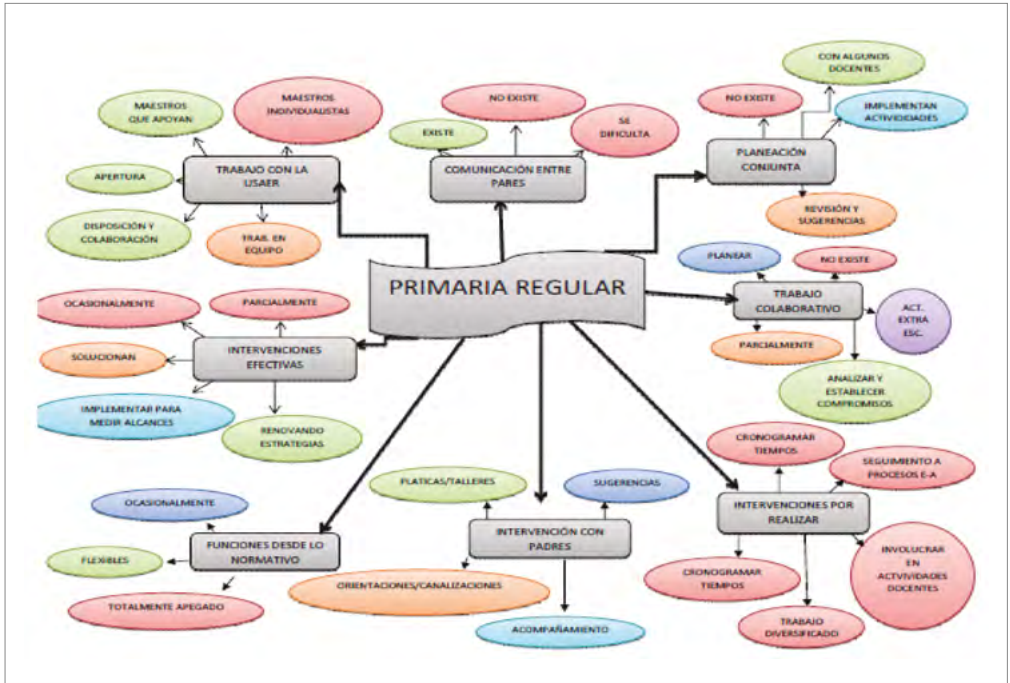 CON ALGUNOS
DOCENTES
MAESTROS
QUE APOYAN
MAESTROS
INDIVIDUALISTAS
NO EXISTE
NO EXISTE
IMPLEMENTAN
ACTIVIDIDADES
EXISTE
SE
DIFICULTA
TRABAJO CON LA
USAER
COMUNICACIÓN ENTRE
PARES
PLANEACIÓN
CONJUNTA
APERTURA
DISPOSICIÓN Y
COLABORACIÓN
TRAB. EN
EQUIPO
REVISIÓN Y
SUGERENCIAS
PRIMARIA REGULAR
PLANEAR
NO EXISTE
TRABAJO
COLABORATIVO
ACT.
EXTRA
ESC.
PARCIALMENTE
ANALIZAR Y
ESTABLECER
COMPROMISOS
OCASIONALMENTE
PARCIALMENTE
SOLUCIONAN
INTERVENCIONES
EFECTIVAS
IMPLEMENTAR PARA
MEDIR ALCANCES
RENOVANDO
ESTRATEGIAS
CRONOGRAMAR
TIEMPOS
SEGUIMIENTO A
PROCESOS E-A
INTERVENCIONES POR
REALIZAR
CRONOGRAMAR
TIEMPOS
INVOLUCRAR
EN
ACTVIVIDADES
DOCENTES
TRABAJO
DIVERSIFICADO
PLATICAS/TALLERES
SUGERENCIAS
INTERVENCIÓN CON
PADRES
ORIENTACIONES/CANALIZACIONES
ACOMPAÑAMIENTO
OCASIONALMENTE
FUNCIONES DESDE LO
NORMATIVO
FLEXIBLES
TOTALMENTE APEGADO